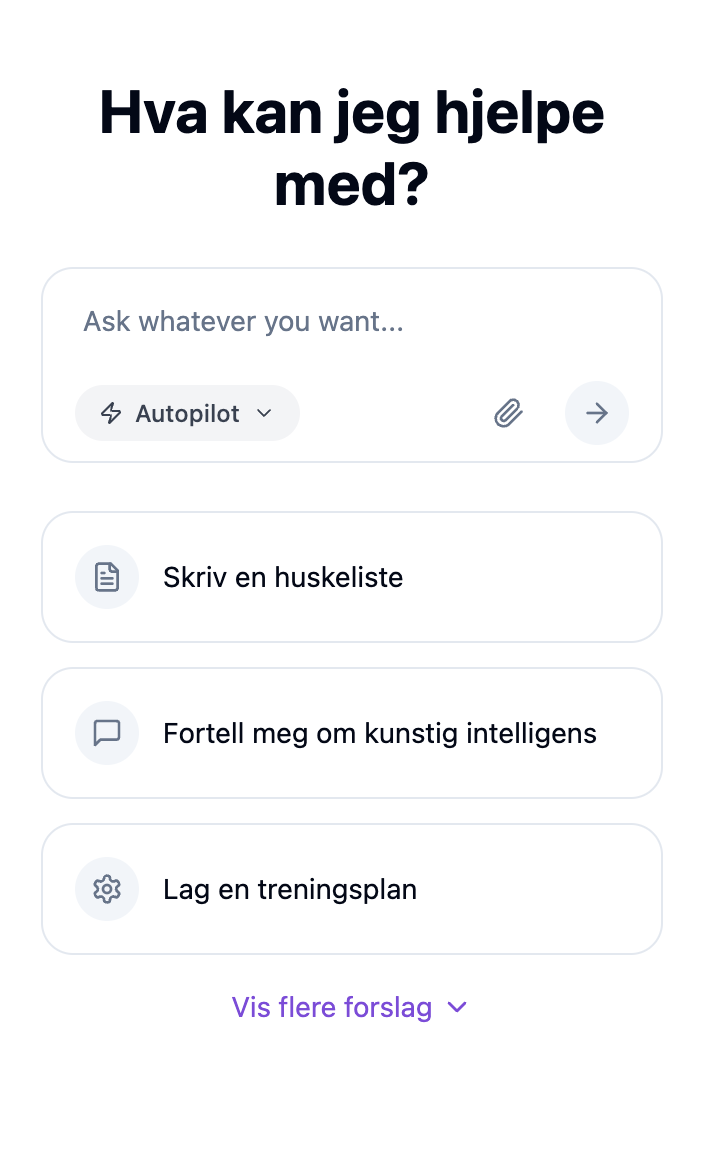 Hva kan jeg hjelpe
med?
Ask whatever you want...
Autopilot
Skriv en huskeliste
Fortell meg om kunstig intelligens
Lag en treningsplan
Vis flere forslag